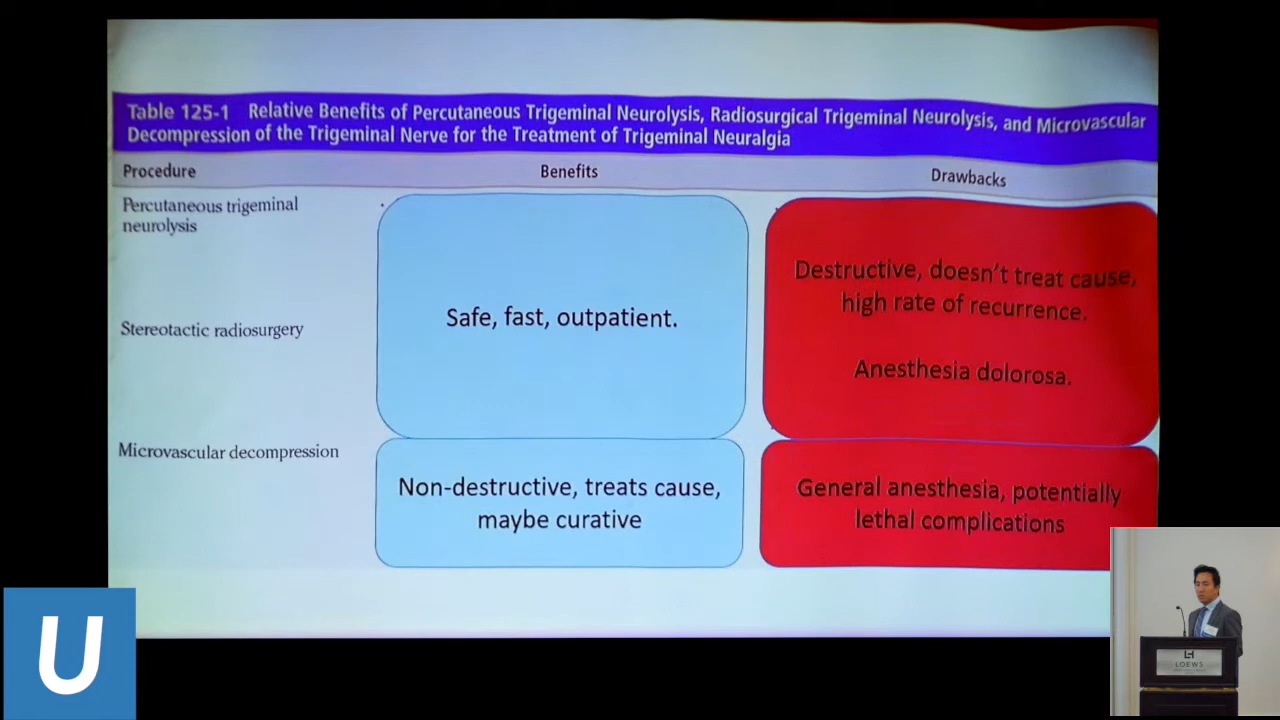 Table 125-1 Relative Benefits of Percutaneous Trigeminal Neurolysis, Radiosurgical Trigeminal Neurolysis, and Microvascular
Decompression of the Trigeminal Nerve for the Treatment of Trigeminal Neuralgia
Procedure Benefits Drawbacks
Percutaneous trigeminal
neurolysis
Stereotactic radiosurgery
Safe, fast, outpatient.
Destructive, doesn't treat cause,
high rate of recurrence.
Anesthesia dolorosa.
Microvascular decompression
Non-destructive, treats cause,
maybe curative
General anesthesia, potentially
lethal complications
U
LOEWS